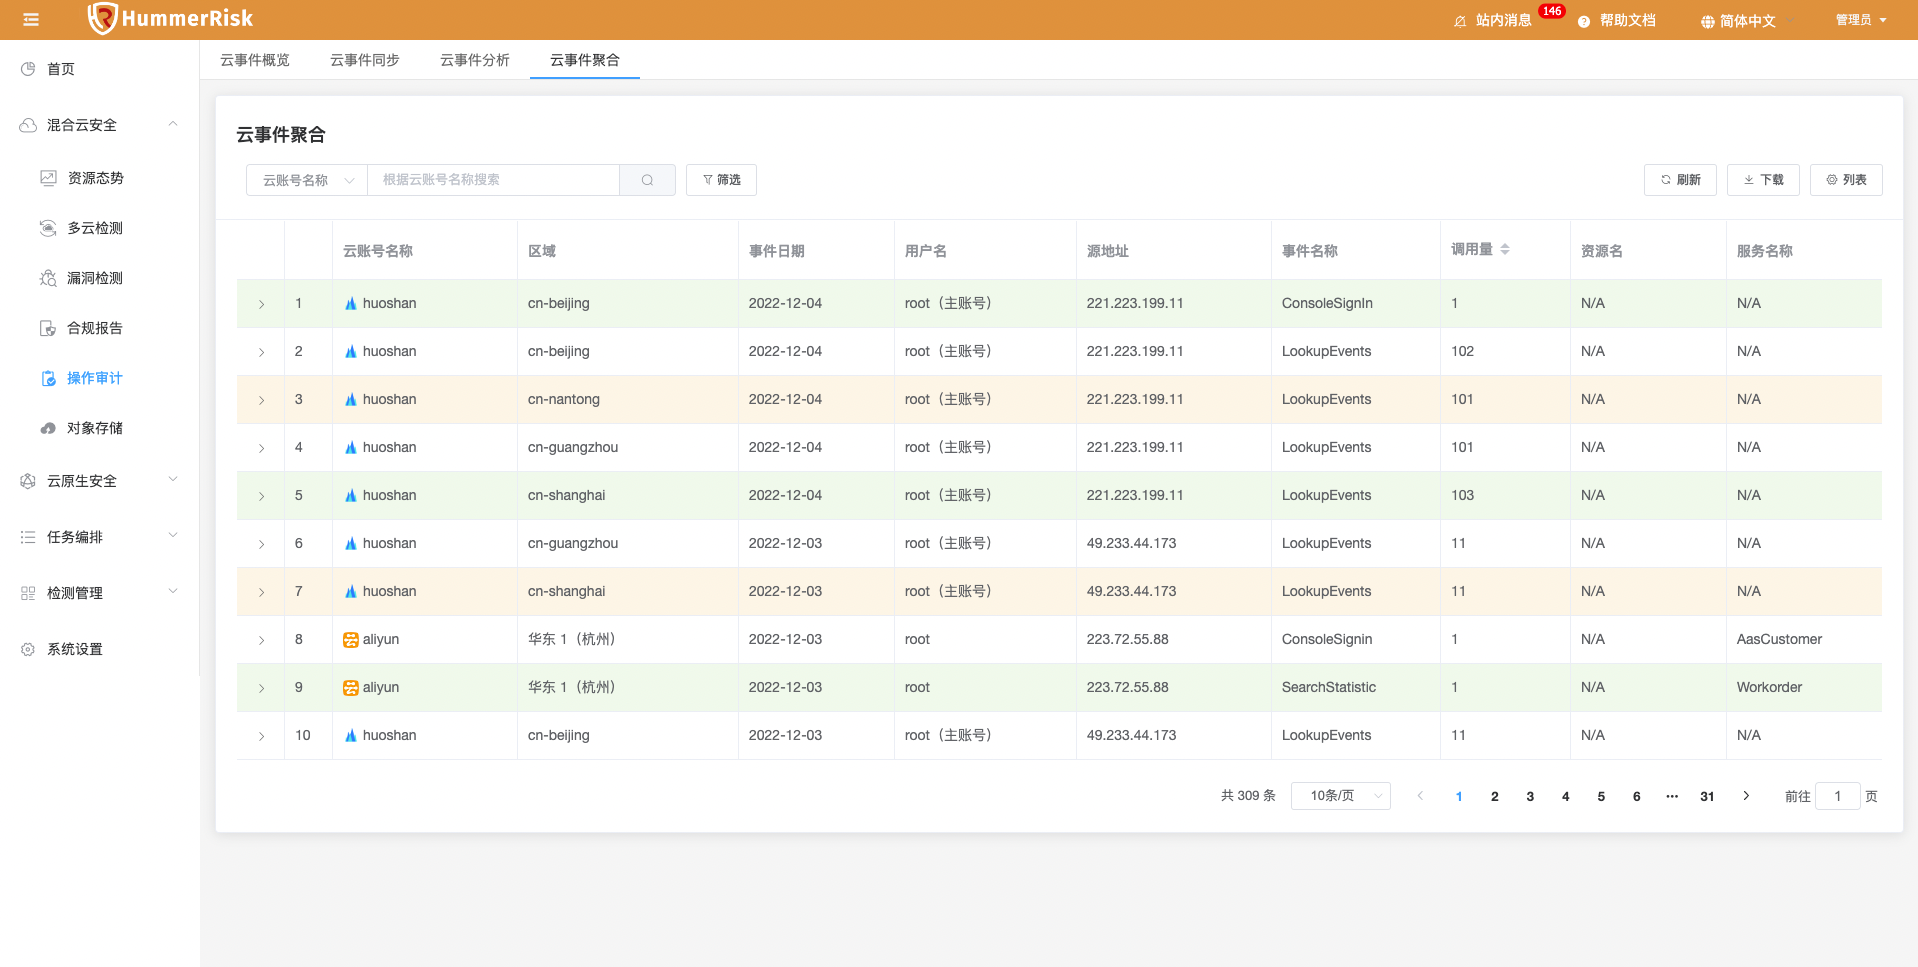 HummerRisk
站内消息 146 帮助文档 简体中文 管理员
首页
混合云安全
资源态势
多云检测
漏洞检测
合规报告
操作审计
对象存储
云原生安全
任务编排
检测管理
系统设置
云事件概览 云事件同步 云事件分析 云事件聚合
云事件聚合
云账号名称 根据云账号名称搜索 筛选 刷新 下载 列表
云账号名称 区域 事件日期 用户名 源地址 事件名称 调用量 资源名 服务名称
1 huoshan cn-beijing 2022-12-04 root（主账号） 221.223.199.11 ConsoleSignIn 1 N/A N/A
2 huoshan cn-beijing 2022-12-04 root（主账号） 221.223.199.11 LookupEvents 102 N/A N/A
3 huoshan cn-nantong 2022-12-04 root（主账号） 221.223.199.11 LookupEvents 101 N/A N/A
4 huoshan cn-guangzhou 2022-12-04 root（主账号） 221.223.199.11 LookupEvents 101 N/A N/A
5 huoshan cn-shanghai 2022-12-04 root（主账号） 221.223.199.11 LookupEvents 103 N/A N/A
6 huoshan cn-guangzhou 2022-12-03 root（主账号） 49.233.44.173 LookupEvents 11 N/A N/A
7 huoshan cn-shanghai 2022-12-03 root（主账号） 49.233.44.173 LookupEvents 11 N/A N/A
8 aliyun 华东 1（杭州） 2022-12-03 root 223.72.55.88 ConsoleSignin 1 N/A AasCustomer
9 aliyun 华东 1（杭州） 2022-12-03 root 223.72.55.88 SearchStatistic 1 N/A Workorder
10 huoshan cn-beijing 2022-12-03 root（主账号） 49.233.44.173 LookupEvents 11 N/A N/A
共 309 条 10条/页 1 2 3 4 5 6 ··· 31 前往 1 页